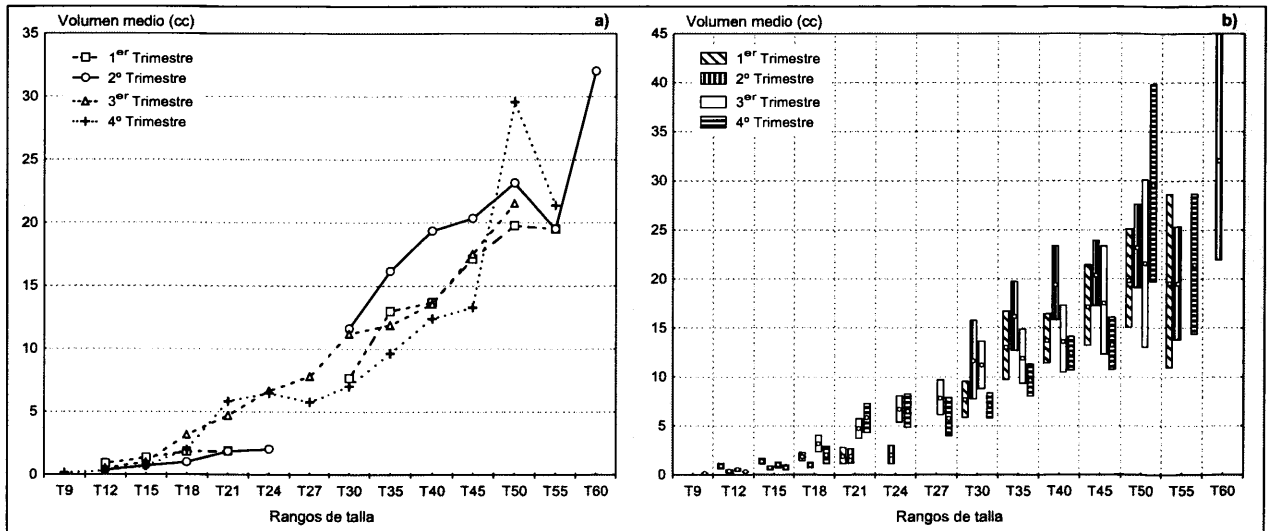 Volumen medio (cc)
a)
35
30
25
20
15
10
5
0
1er Trimestre
2º Trimestre
3er Trimestre
4º Trimestre
T9 T12 T15 T18 T21 T24 T27 T30 T35 T40 T45 T50 T55 T60
Rangos de talla
Volumen medio (cc)
b)
45
40
35
30
25
20
15
10
5
0
1er Trimestre
2º Trimestre
3er Trimestre
4º Trimestre
T9 T12 T15 T18 T21 T24 T27 T30 T35 T40 T45 T50 T55 T60
Rangos de talla